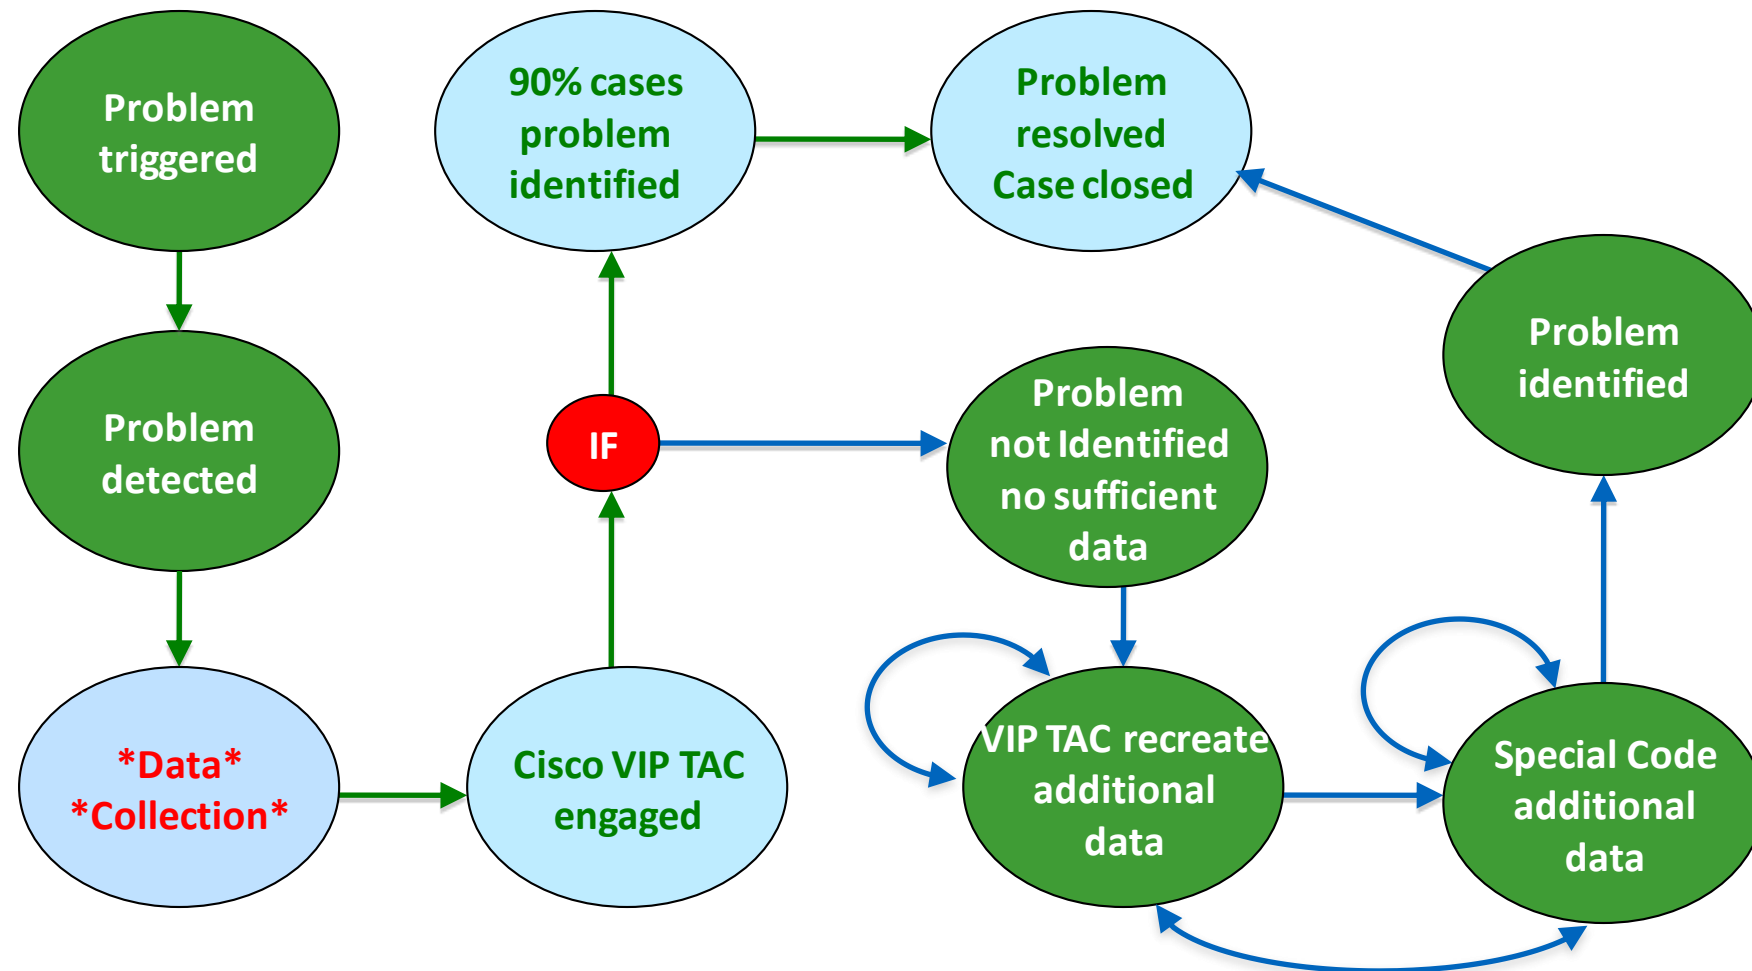 Problem
triggered
90% cases
problem
identified
Problem
resolved
Case closed
Problem
detected
IF
Problem
not Identified
no sufficient
data
Problem
identified
*Data*
*Collection*
Cisco VIP TAC
engaged
VIP TAC recreate
additional
data
Special Code
additional
data